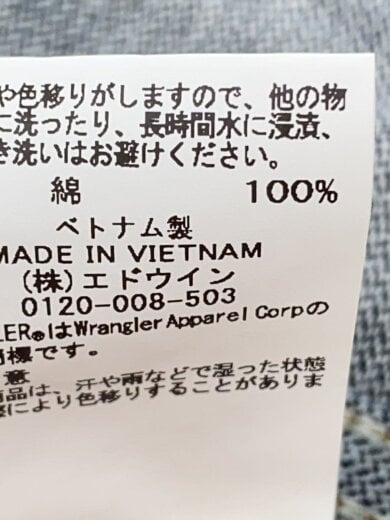 や色移りがしますので、他の物
に洗ったり、長時間水に浸漬、
き洗いはお避けください。
綿 100%
ベトナム製
MADE IN VIETNAM
(株)エドウイン
0120-008-503
LER®はWrangler Apparel Corpの
商標です。
意
商品は、汗や雨などで湿った状態
により色移りすることがありま